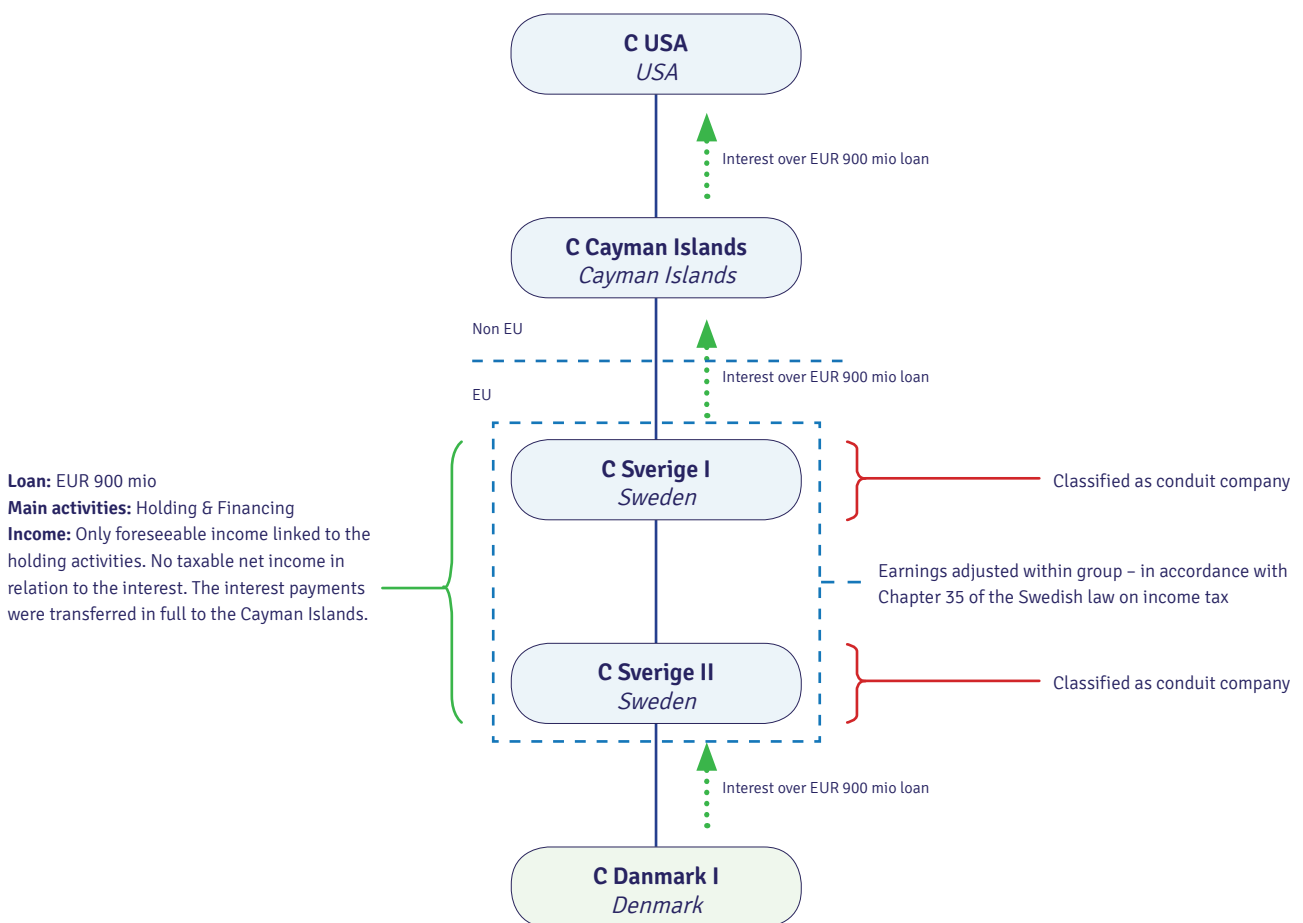 C USA
USA
Interest over EUR 900 mio loan
C Cayman Islands
Cayman Islands
Non EU
Interest over EUR 900 mio loan
EU
C Sverige I
Sweden
Loan: EUR 900 mio
Main activities: Holding & Financing
Income: Only foreseeable income linked to the
holding activities. No taxable net income in
relation to the interest. The interest payments
were transferred in full to the Cayman Islands.
Classified as conduit company
Earnings adjusted within group – in accordance with
Chapter 35 of the Swedish law on income tax
C Sverige II
Sweden
Classified as conduit company
Interest over EUR 900 mio loan
C Danmark I
Denmark